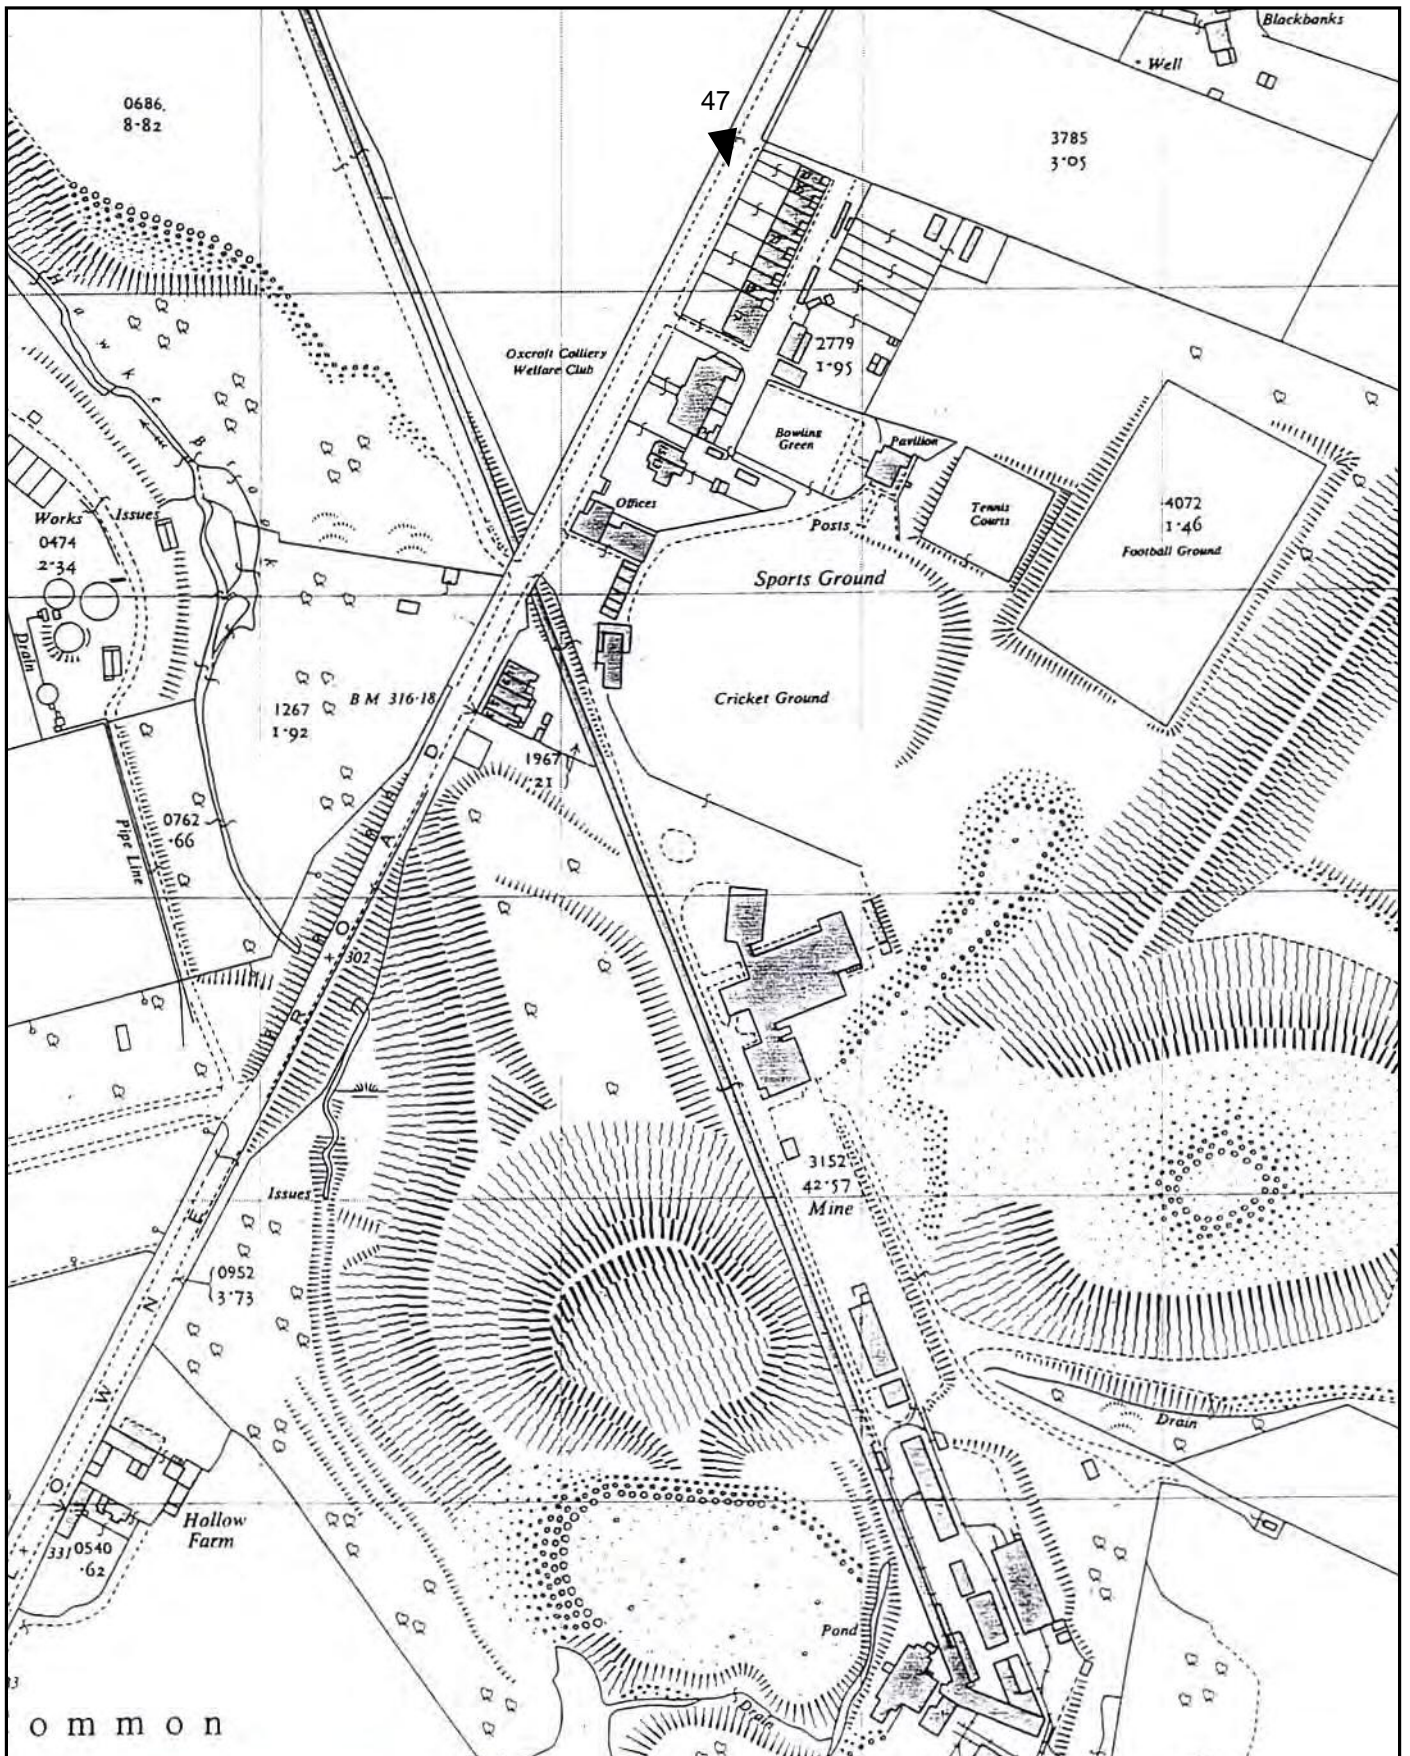 Blackbanks
Well
47
0686
8·82
3785
3·05
Oxcroft Colliery
Welfare Club
2779
1·95
Hawke Brook
Bowling
Green
Pavilion
Offices
Posts
Tennis
Courts
4072
1·46
Football Ground
Works
0474
2·34
Issues
Sports Ground
Drain
B M 316·18
1267
1·92
Cricket Ground
1967
·21
0762
·66
Pipe Line
302
3152
42·57
Mine
Issues
0952
3·73
ROAD
Drain
Hollow
Farm
331
0540
·62
Pond
Drain
ommon